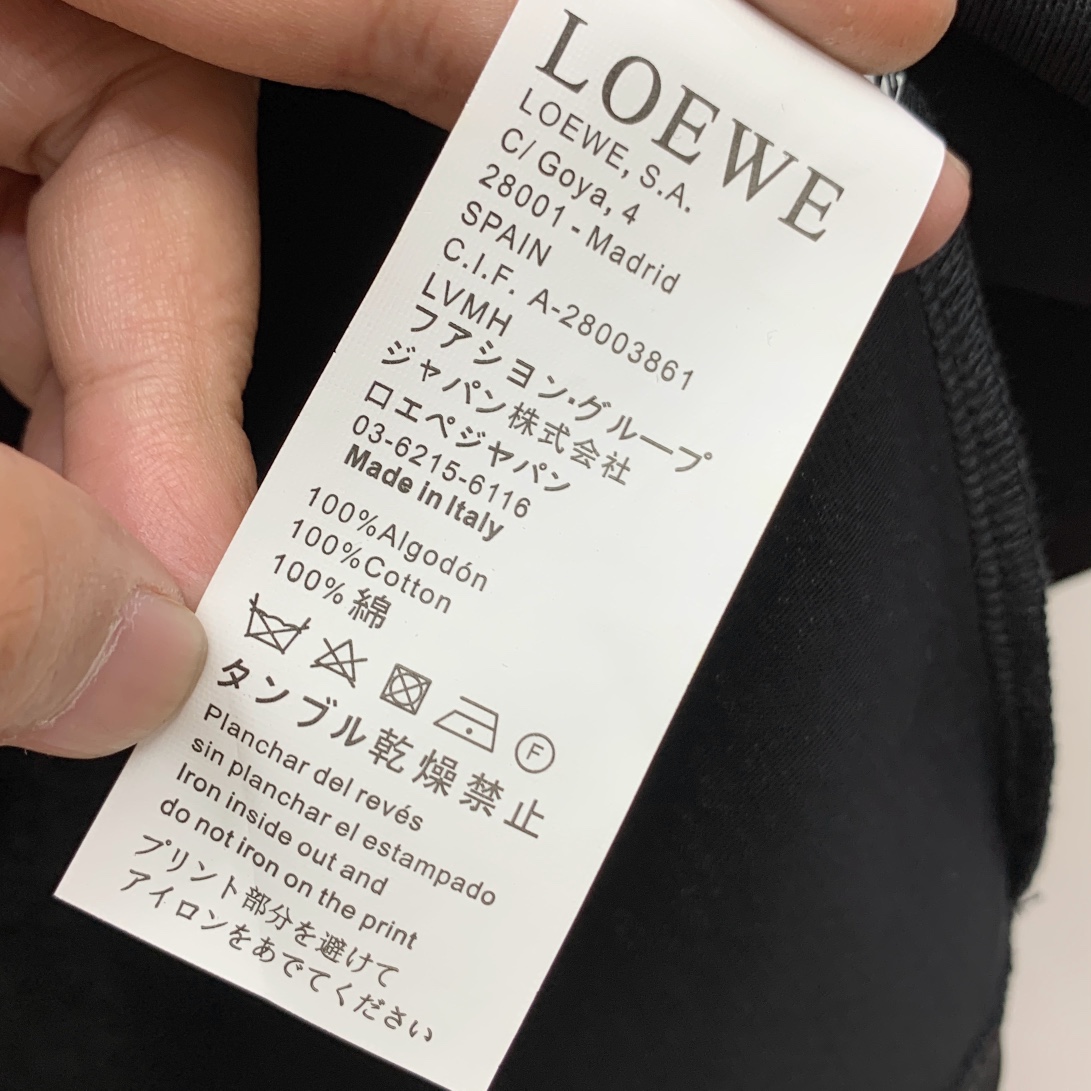 LOEWE
LOEWE, S.A.
C/ Goya, 4
28001 - Madrid
SPAIN
C.I.F. A-28003861
LVMH
フアシヨン·グループ
ジャパン株式会社
ロエペジヤパン
03-6215-6116
Made in Italy
100%Algodón
100%Cotton
100%綿
F
タンブル乾燥禁止
Planchar del revés
sin planchar el estampado
Iron inside out and
do not iron on the print
プリント部分を避けて
アイロンをあでてください